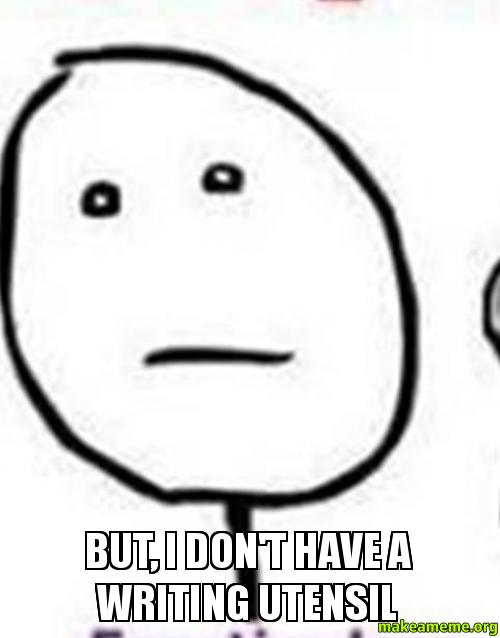 BUT, I DON'T HAVE A
WRITING UTENSIL
makeameme.org